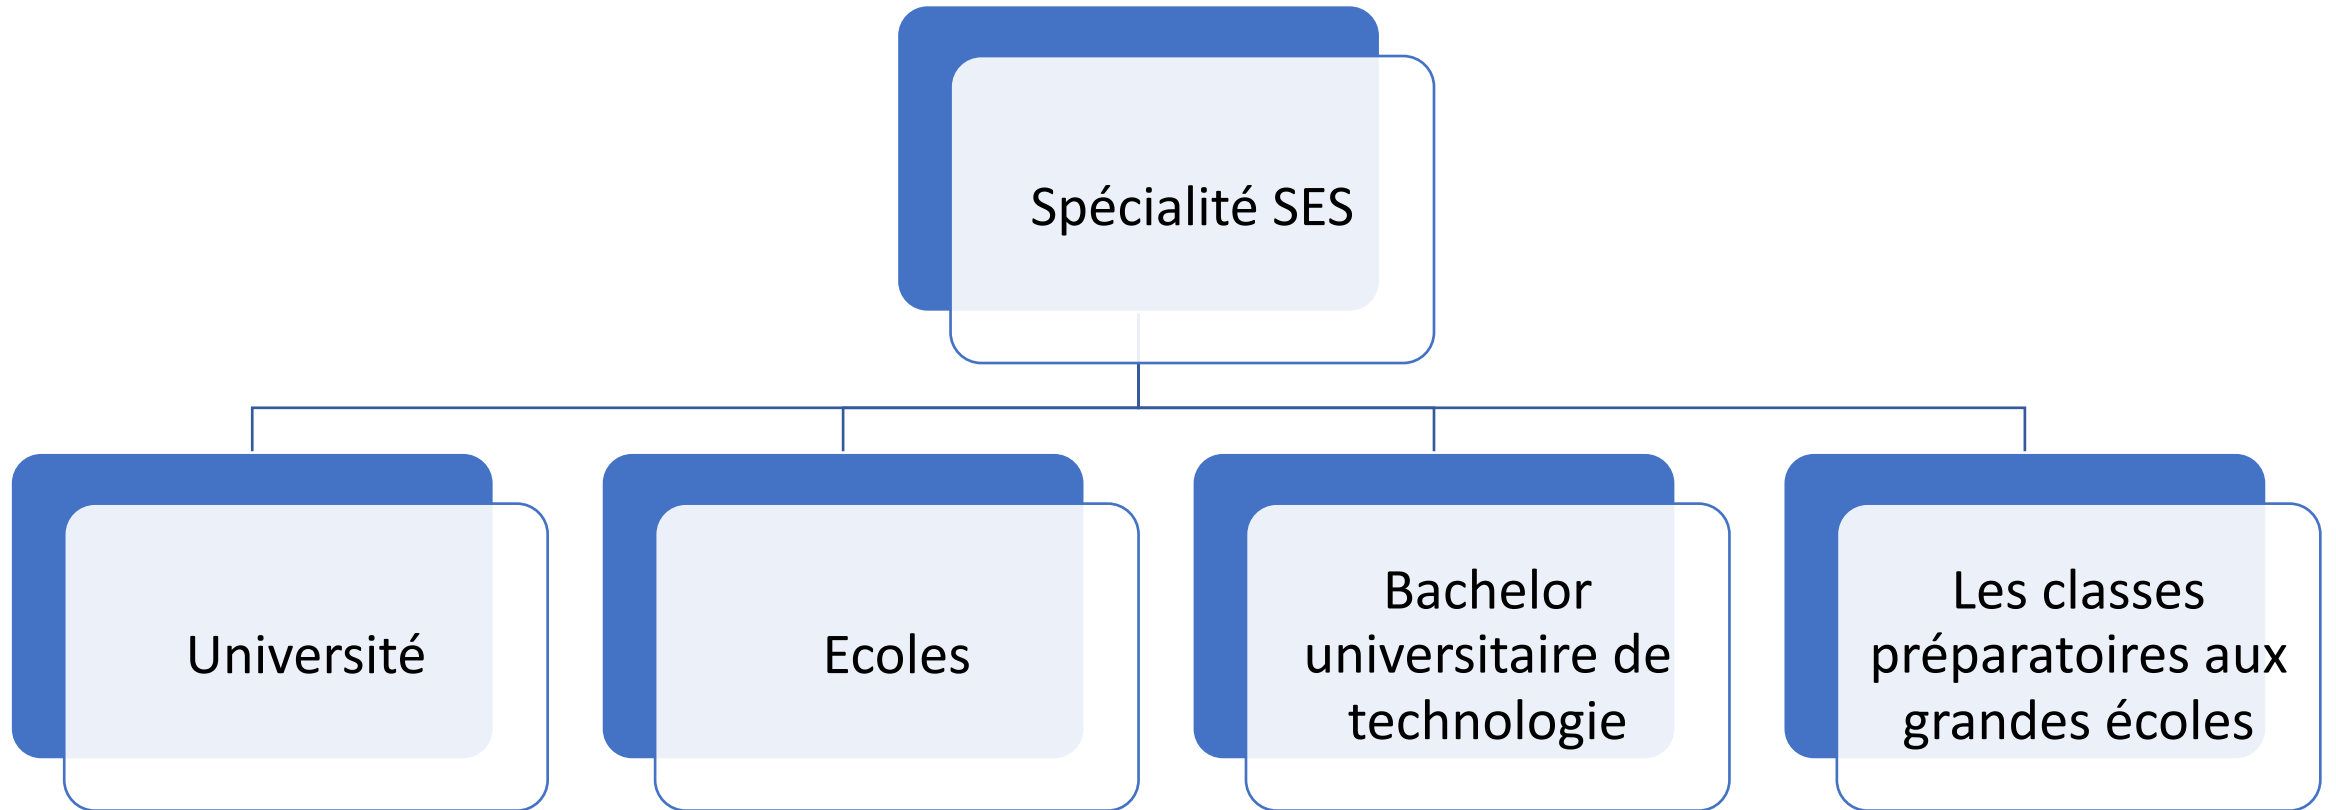 Spécialité SES
Université
Ecoles
Bachelor
universitaire de
technologie
Les classes
préparatoires aux
grandes écoles